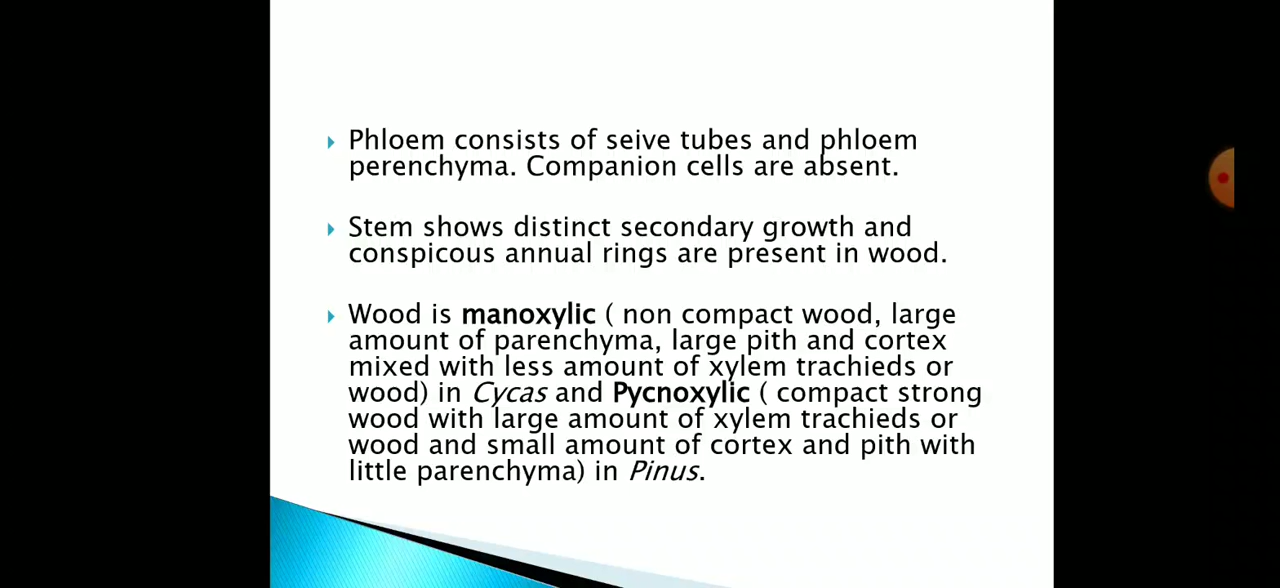 Phloem consists of seive tubes and phloem
perenchyma. Companion cells are absent.
Stem shows distinct secondary growth and
conspicous annual rings are present in wood.
Wood is manoxylic ( non compact wood, large
amount of parenchyma, large pith and cortex
mixed with less amount of xylem trachieds or
wood) in Cycas and Pycnoxylic ( compact strong
wood with large amount of xylem trachieds or
wood and small amount of cortex and pith with
little parenchyma) in Pinus.